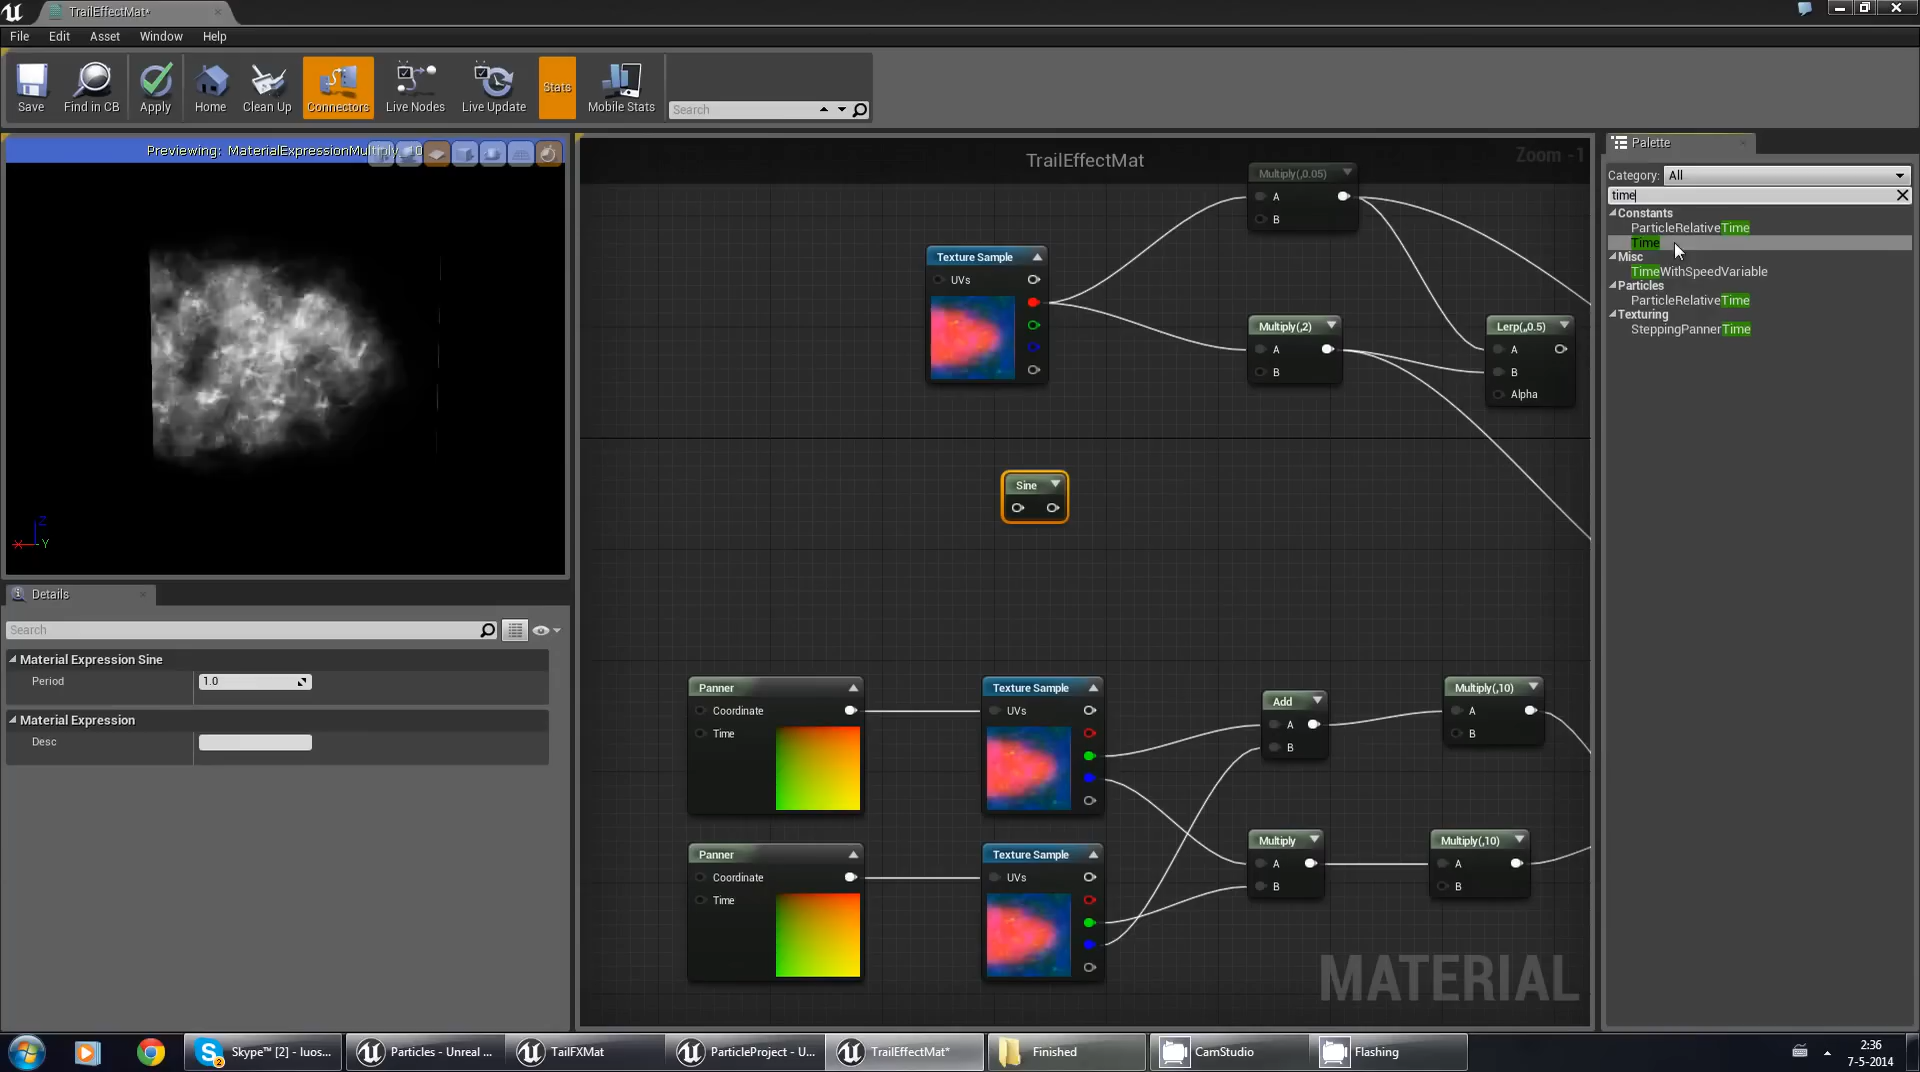 TrailEffectMat*
File Edit Asset Window Help
Save Find in CB Apply Home Clean Up Connectors Live Nodes Live Update Stats Mobile Stats Search
Previewing: MaterialExpressionMultiply_10
X
Y
Z
Details
Search
Material Expression Sine
Period 1.0
Material Expression
Desc
TrailEffectMat
Zoom -1
Multiply(,0.05)
A
B
Texture Sample
UVs
Multiply(,2)
A
B
Lerp(,,0.5)
A
B
Alpha
Sine
Panner
Coordinate
Time
Texture Sample
UVs
Add
A
B
Multiply(,10)
A
B
Panner
Coordinate
Time
Texture Sample
UVs
Multiply
A
B
Multiply(,10)
A
B
MATERIAL
Palette
Category: All
time
Constants
ParticleRelativeTime
Time
Misc
TimeWithSpeedVariable
Particles
ParticleRelativeTime
Texturing
SteppingPannerTime
Skype™ [2] - luos...
Particles - Unreal ...
TailFXMat
ParticleProject - U...
TrailEffectMat*
Finished
CamStudio
Flashing
2:36
7-5-2014